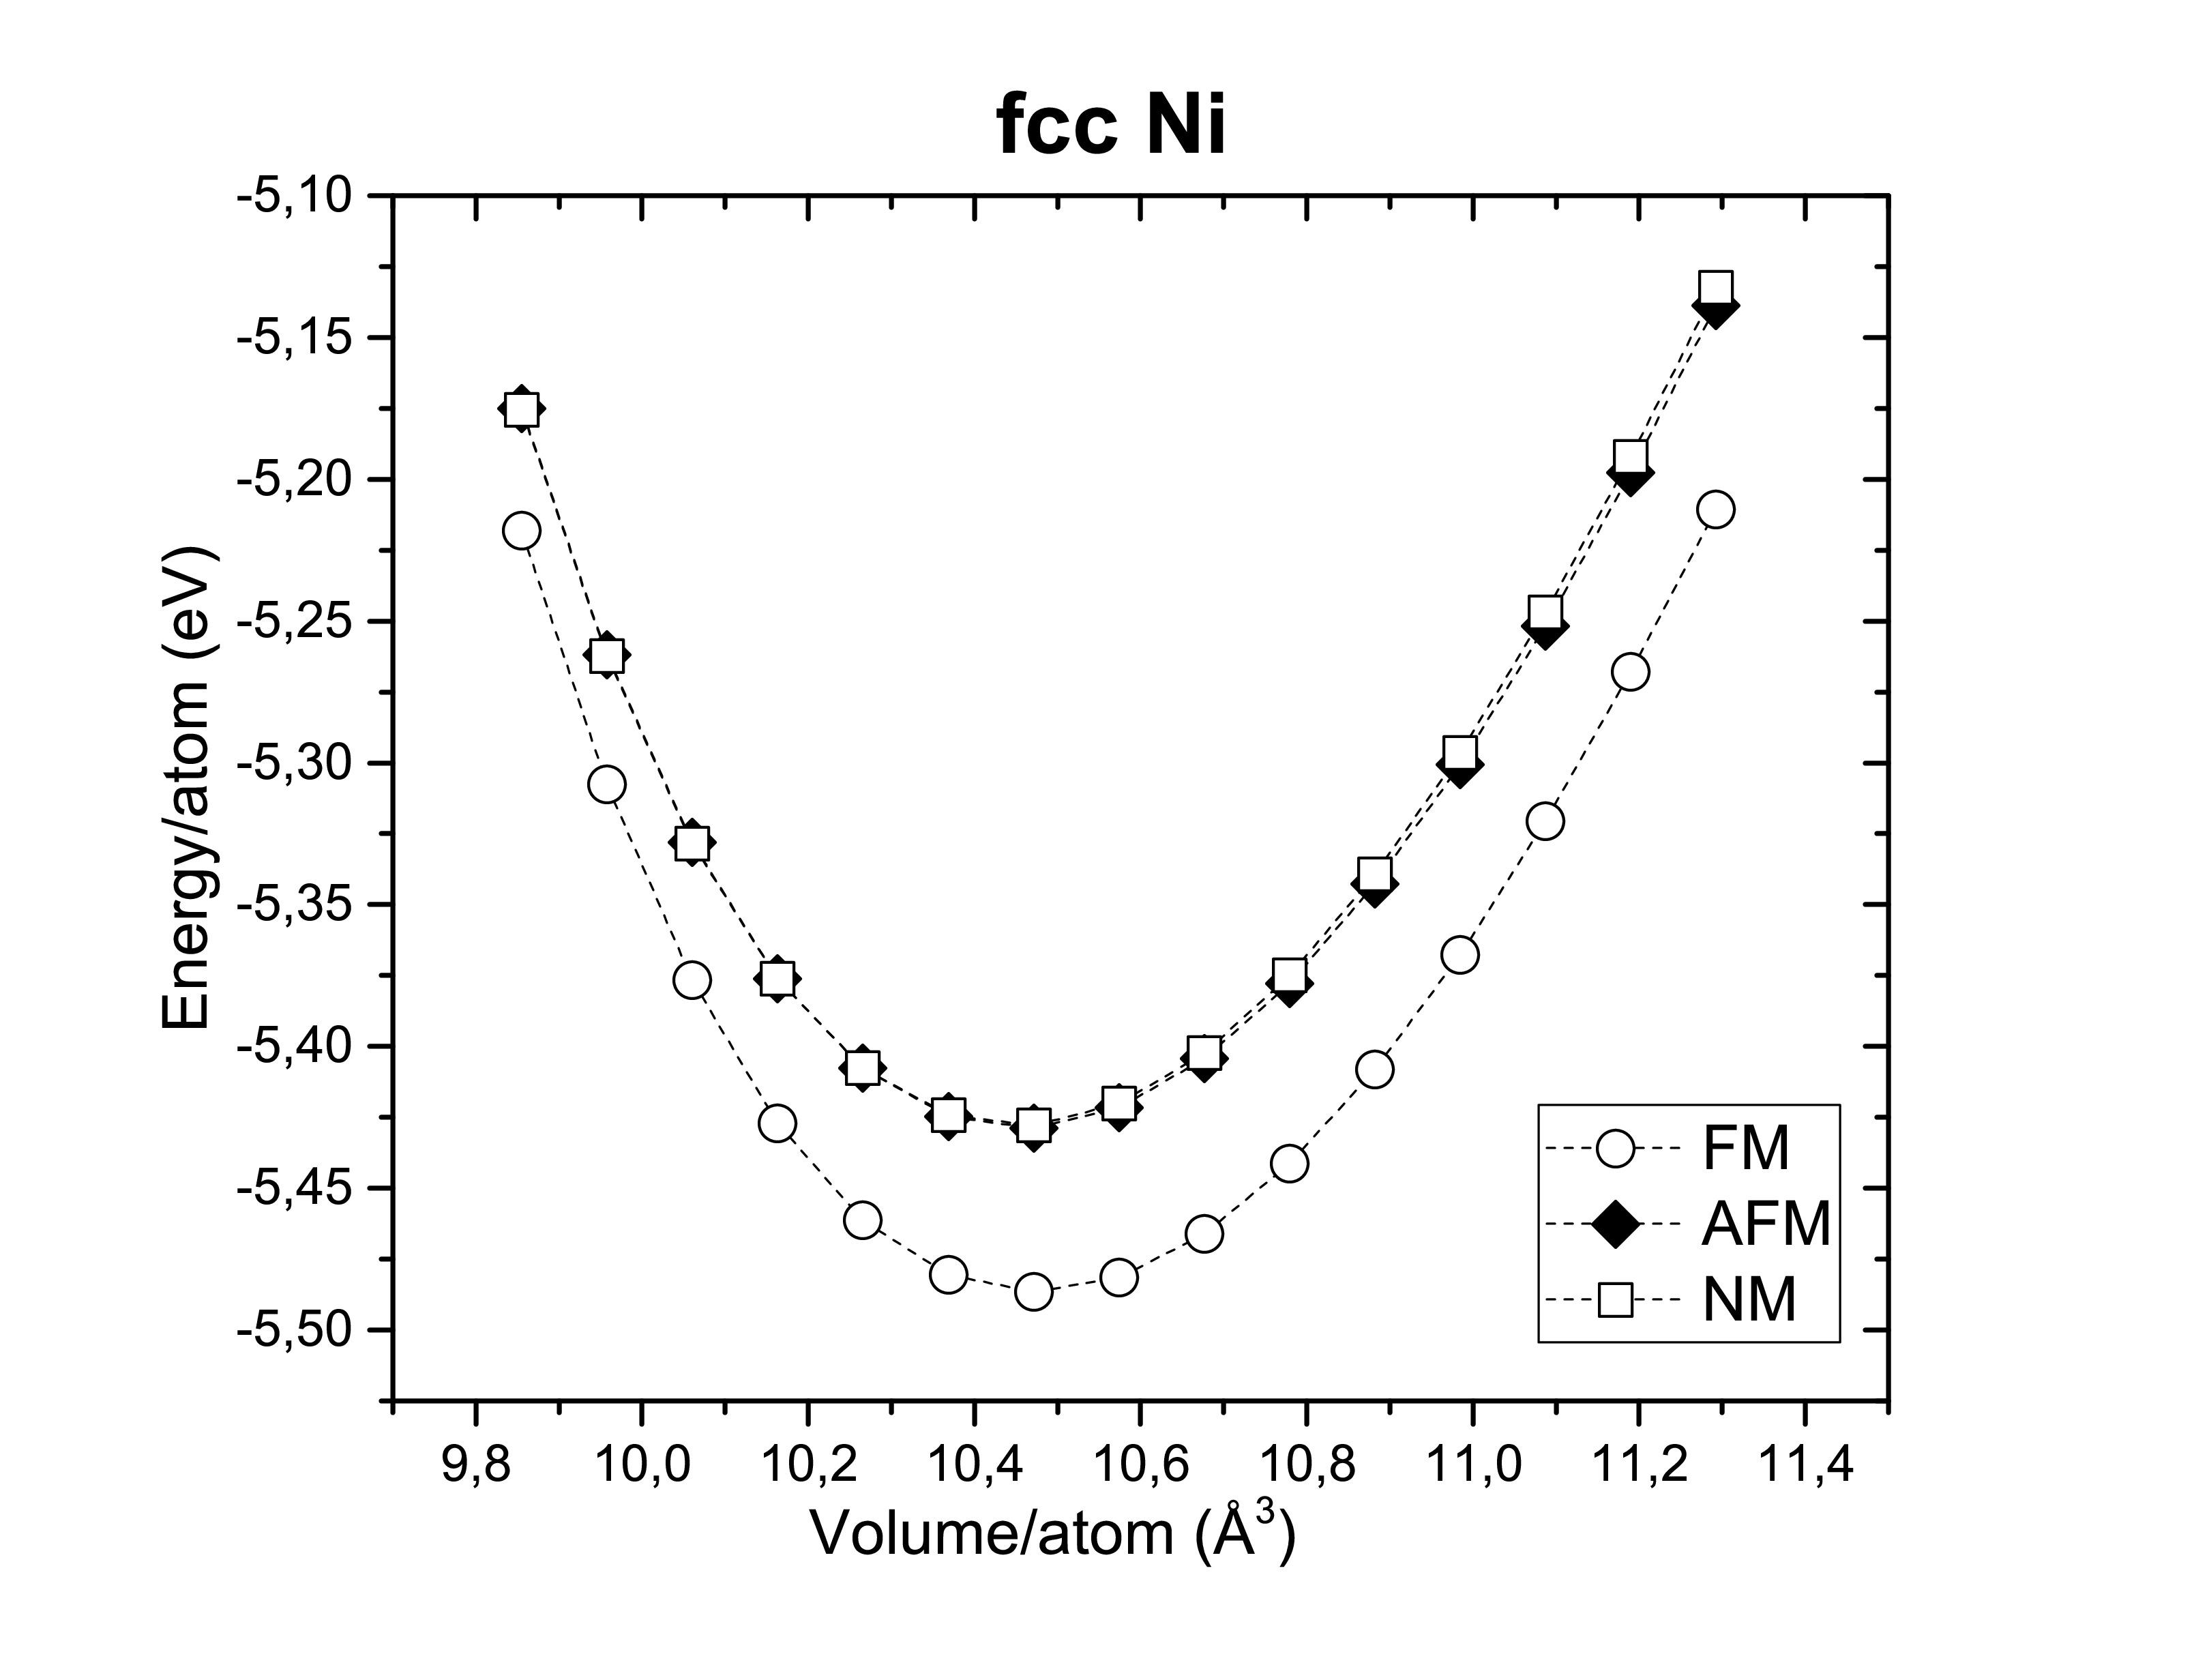 fcc Ni
-5,10
-5,15
-5,20
-5,25
-5,30
-5,35
-5,40
-5,45
-5,50
Energy/atom (eV)
FM
AFM
NM
9,8 10,0 10,2 10,4 10,6 10,8 11,0 11,2 11,4
Volume/atom (Å³)